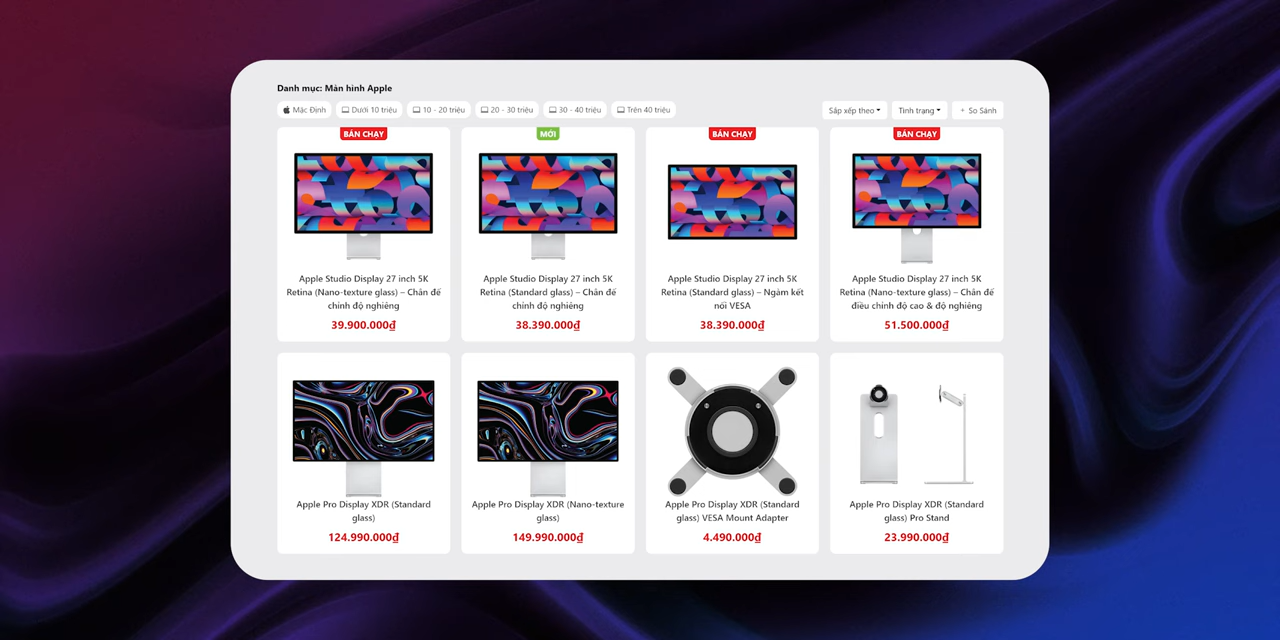 Danh mục: Màn hình Apple
Mặc Định
Dưới 10 triệu
10 - 20 triệu
20 - 30 triệu
30 - 40 triệu
Trên 40 triệu
Sắp xếp theo
Tình trạng
+ So Sánh
BÁN CHẠY
Apple Studio Display 27 inch 5K
Retina (Nano-texture glass) – Chân đế
chỉnh độ nghiêng
39.900.000₫
MỚI
Apple Studio Display 27 inch 5K
Retina (Standard glass) – Chân đế
chỉnh độ nghiêng
38.390.000₫
BÁN CHẠY
Apple Studio Display 27 inch 5K
Retina (Standard glass) – Ngàm kết
nối VESA
38.390.000₫
BÁN CHẠY
Apple Studio Display 27 inch 5K
Retina (Nano-texture glass) – Chân đế
điều chỉnh độ cao & độ nghiêng
51.500.000₫
Apple Pro Display XDR (Standard
glass)
124.990.000₫
Apple Pro Display XDR (Nano-texture
glass)
149.990.000₫
Apple Pro Display XDR (Standard
glass) VESA Mount Adapter
4.490.000₫
Apple Pro Display XDR (Standard
glass) Pro Stand
23.990.000₫